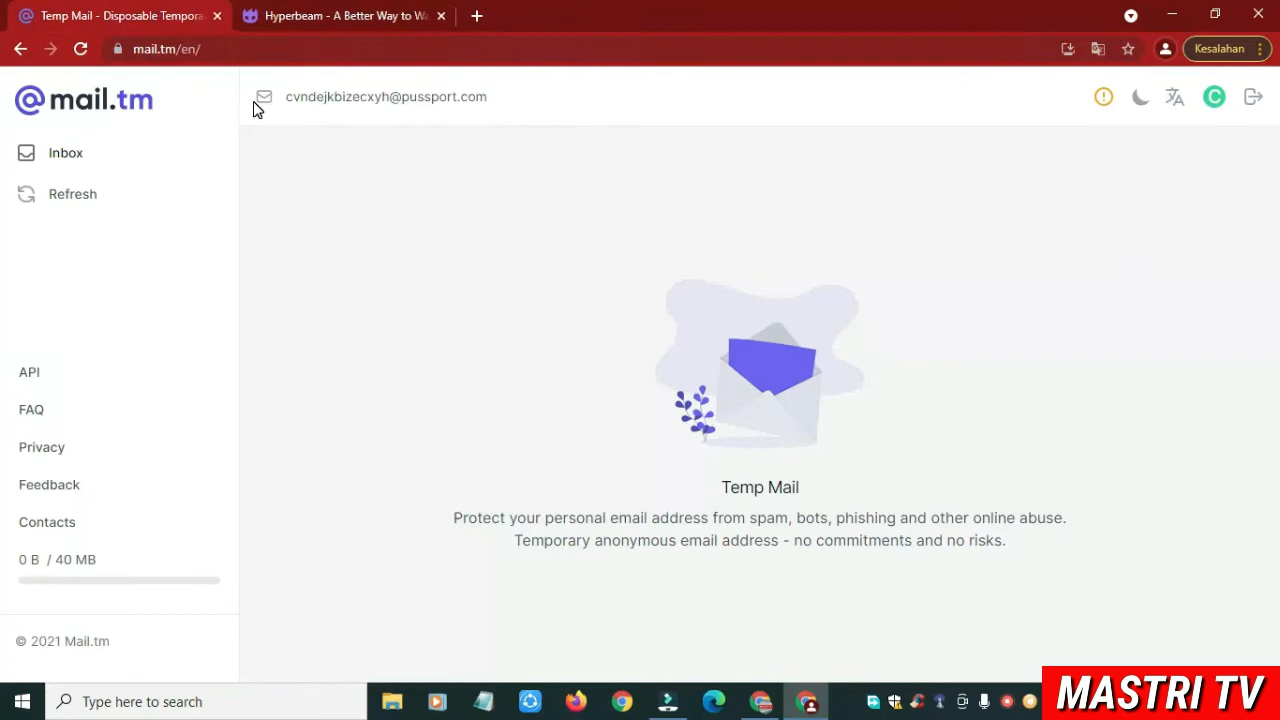 Temp Mail - Disposable Tempora
Hyperbeam - A Better Way to Wa
mail.tm/en/
Kesalahan
@mail.tm
cvndejkbizecxyh@pussport.com
C
Inbox
Refresh
API
FAQ
Privacy
Feedback
Contacts
0 B / 40 MB
© 2021 Mail.tm
Temp Mail
Protect your personal email address from spam, bots, phishing and other online abuse.
Temporary anonymous email address - no commitments and no risks.
Type here to search
MASTRI TV